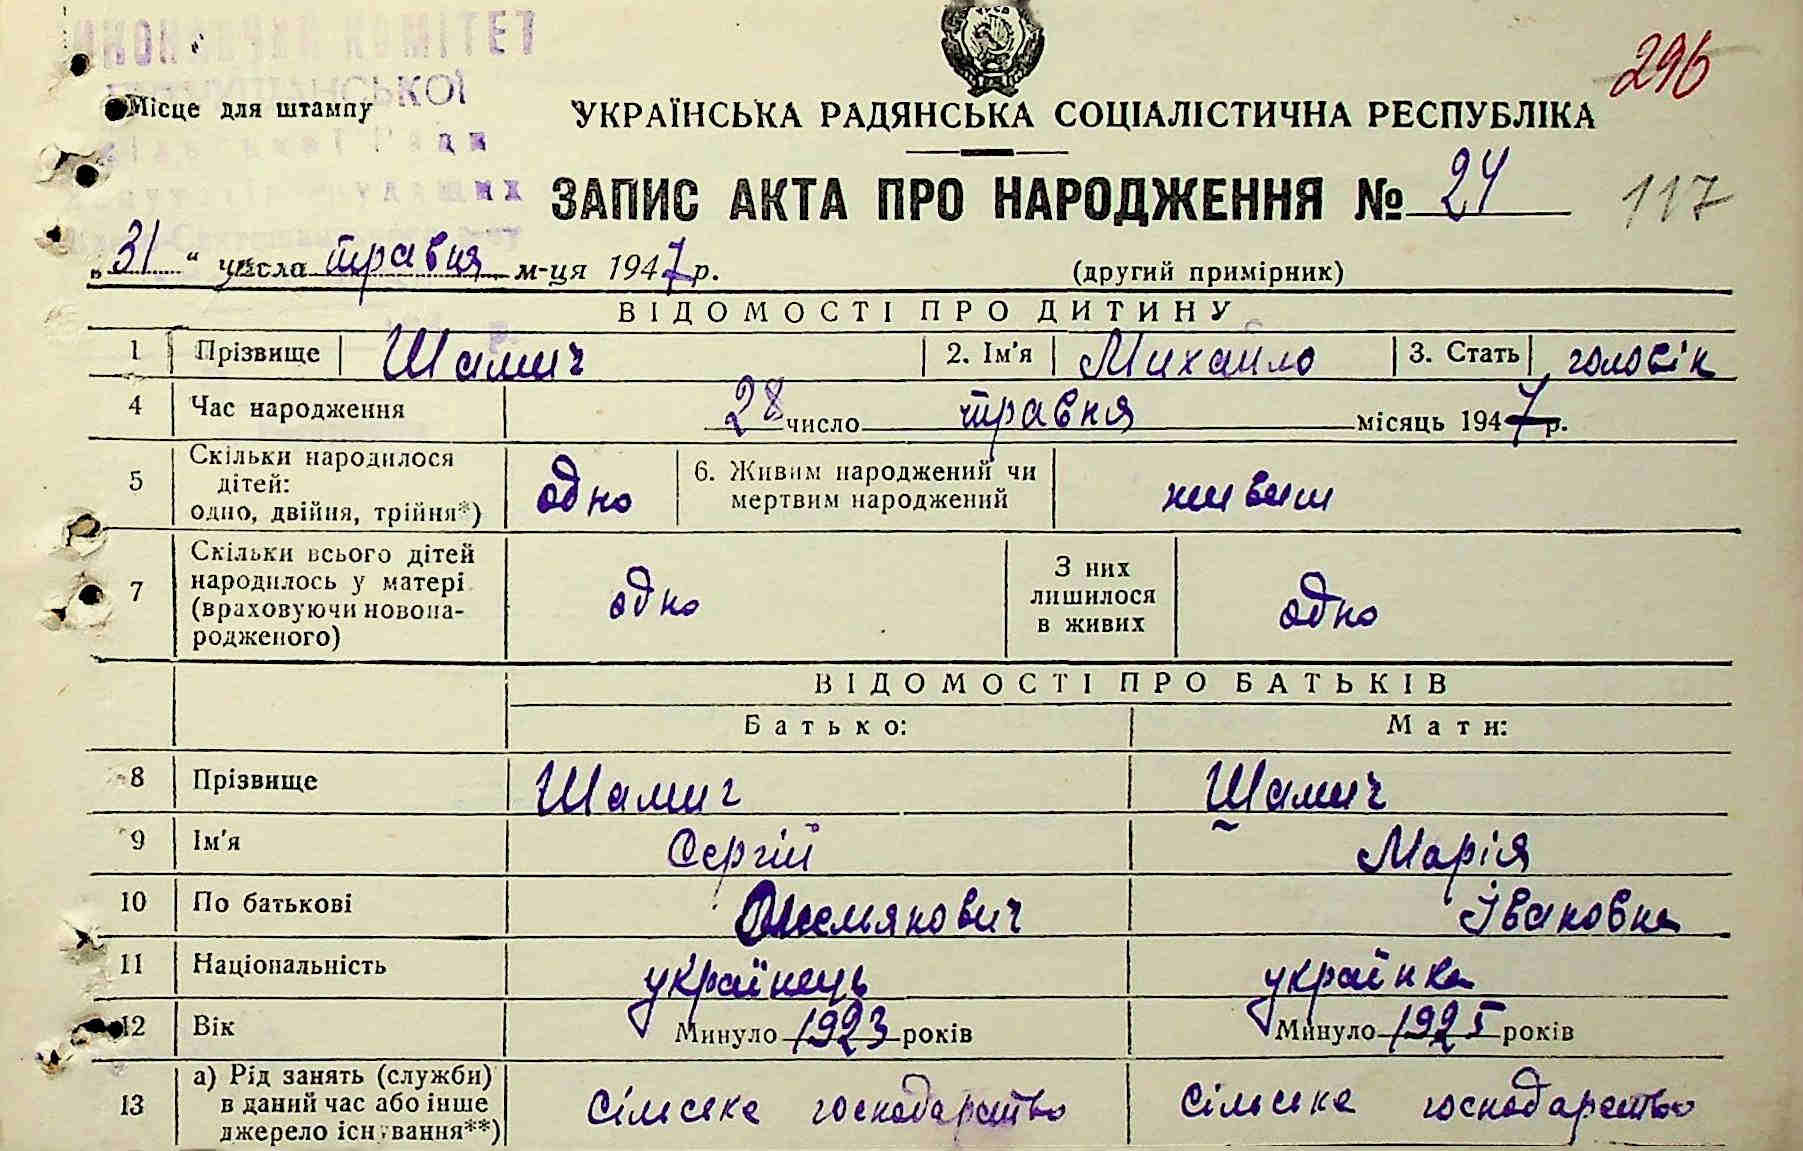 КОМІТЕТ
296
Місце для штампу
УКРАЇНСЬКА РАДЯНСЬКА СОЦІАЛІСТИЧНА РЕСПУБЛІКА
ЗАПИС АКТА ПРО НАРОДЖЕННЯ № 24 117
„31“ числа травня м-ця 1947 р. (другий примірник)
ВІДОМОСТІ ПРО ДИТИНУ
1 Прізвище Шамич 2. Ім'я Михайло 3. Стать
4 Час народження 28 число травня місяць 1947 р.
5 Скільки народилося дітей: одно, двійня, трійня*) одно 6. Живим народжений чи мертвим народжений живим
7 Скільки всього дітей народилось у матері (враховуючи новонародженого) одно З них лишилося в живих одно
ВІДОМОСТІ ПРО БАТЬКІВ
Батько: Мати:
8 Прізвище Шамич Шамич
9 Ім'я Сергій Марія
10 По батькові Омелянович Івановна
11 Національність українець українка
12 Вік Минуло 1923 років Минуло 1925 років
13 а) Рід занять (служби) в даний час або інше джерело існування**) сільське господарство сільське господарство